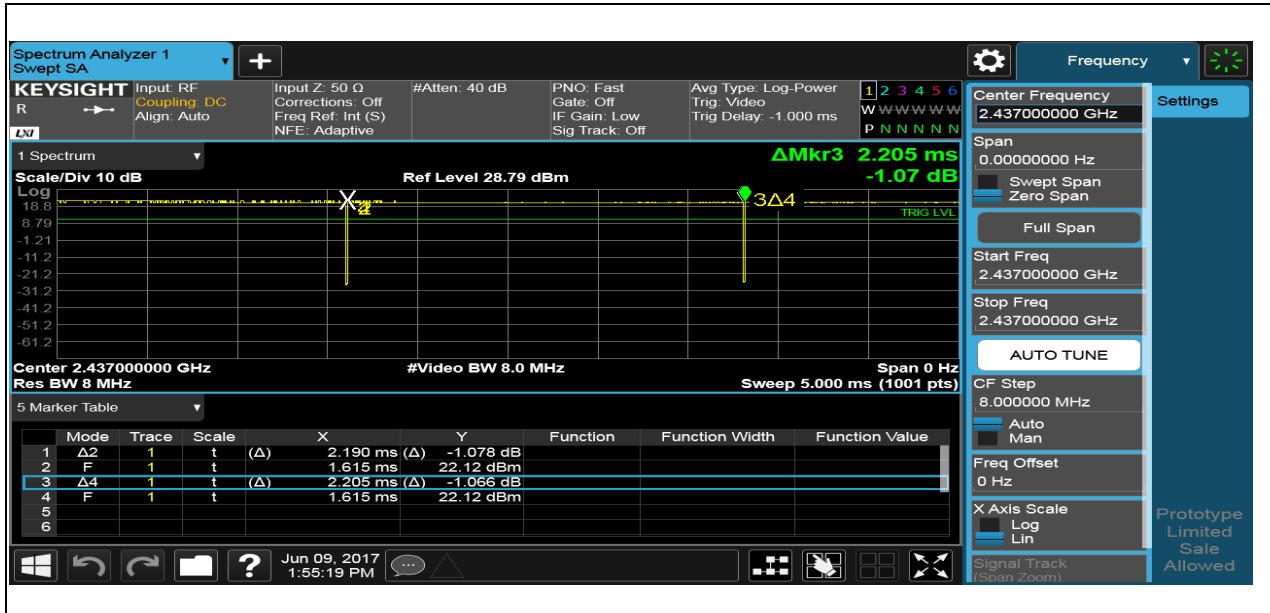 Spectrum Analyzer 1
Swept SA
Frequency
KEYSIGHT
R
LXI
Input: RF
Coupling: DC
Align: Auto
Input Z: 50 Ω
Corrections: Off
Freq Ref: Int (S)
NFE: Adaptive
#Atten: 40 dB
PNO: Fast
Gate: Off
IF Gain: Low
Sig Track: Off
Avg Type: Log-Power
Trig: Video
Trig Delay: -1.000 ms
1 2 3 4 5 6
W W W W W W
P N N N N N
1 Spectrum
Scale/Div 10 dB
Ref Level 28.79 dBm
ΔMkr3 2.205 ms
-1.07 dB
Log
18.8
8.79
-1.21
-11.2
-21.2
-31.2
-41.2
-51.2
-61.2
3Δ4
TRIG LVL
Center 2.437000000 GHz
#Video BW 8.0 MHz
Span 0 Hz
Res BW 8 MHz
Sweep 5.000 ms (1001 pts)
5 Marker Table
Mode Trace Scale X Y Function Function Width Function Value
1 Δ2 1 t (Δ) 2.190 ms (Δ) -1.078 dB
2 F 1 t 1.615 ms 22.12 dBm
3 Δ4 1 t (Δ) 2.205 ms (Δ) -1.066 dB
4 F 1 t 1.615 ms 22.12 dBm
5
6
Jun 09, 2017
1:55:19 PM
Center Frequency
2.437000000 GHz
Span
0.00000000 Hz
Swept Span
Zero Span
Full Span
Start Freq
2.437000000 GHz
Stop Freq
2.437000000 GHz
AUTO TUNE
CF Step
8.000000 MHz
Auto
Man
Freq Offset
0 Hz
X Axis Scale
Log
Lin
Signal Track
(Span Zoom)
Settings
Prototype
Limited
Sale
Allowed